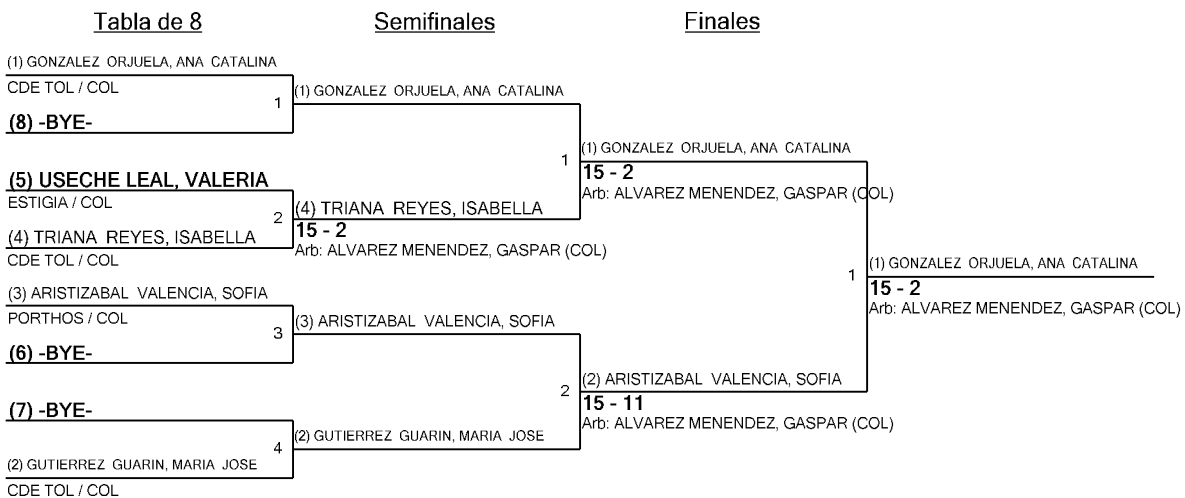 Tabla de 8
Semifinales
Finales
(1) GONZALEZ ORJUELA, ANA CATALINA
CDE TOL / COL
1
(8) -BYE-
(1) GONZALEZ ORJUELA, ANA CATALINA
(5) USECHE LEAL, VALERIA
ESTIGIA / COL
2
(4) TRIANA REYES, ISABELLA
CDE TOL / COL
(4) TRIANA REYES, ISABELLA
15 - 2
Arb: ALVAREZ MENENDEZ, GASPAR (COL)
1
(1) GONZALEZ ORJUELA, ANA CATALINA
15 - 2
Arb: ALVAREZ MENENDEZ, GASPAR (COL)
(3) ARISTIZABAL VALENCIA, SOFIA
PORTHOS / COL
3
(6) -BYE-
(3) ARISTIZABAL VALENCIA, SOFIA
(7) -BYE-
4
(2) GUTIERREZ GUARIN, MARIA JOSE
CDE TOL / COL
(2) GUTIERREZ GUARIN, MARIA JOSE
2
(2) ARISTIZABAL VALENCIA, SOFIA
15 - 11
Arb: ALVAREZ MENENDEZ, GASPAR (COL)
1
(1) GONZALEZ ORJUELA, ANA CATALINA
15 - 2
Arb: ALVAREZ MENENDEZ, GASPAR (COL)